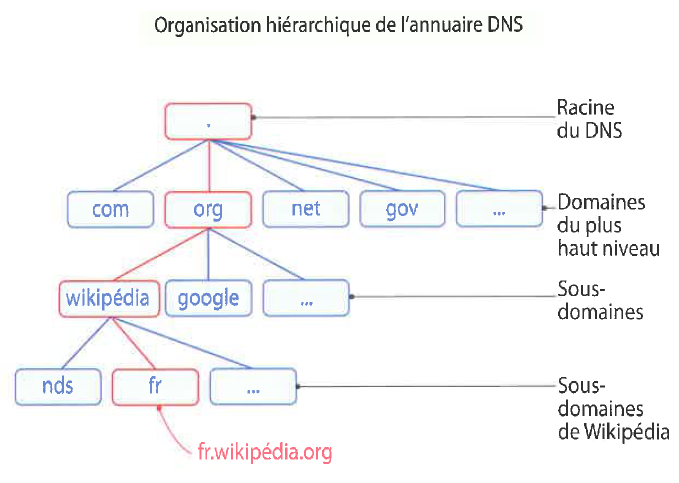 Organisation hiérarchique de l'annuaire DNS
.
Racine
du DNS
com
org
net
gov
...
Domaines
du plus
haut niveau
wikipédia
google
...
Sous-
domaines
nds
fr
...
Sous-
domaines
de Wikipédia
fr.wikipédia.org